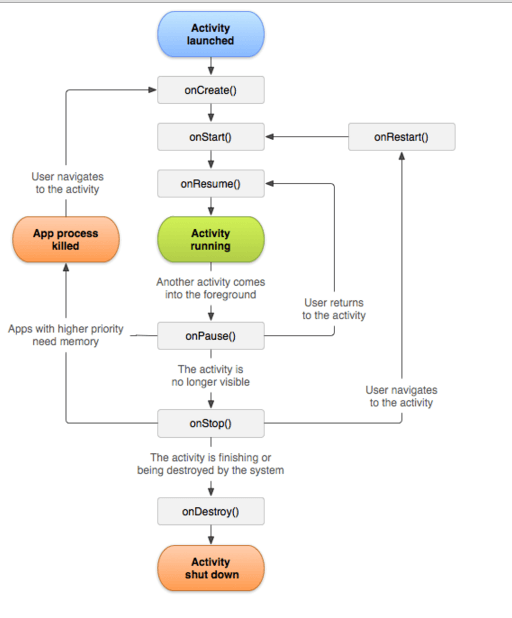 Activity
launched
onCreate()
onStart()
onRestart()
User navigates
to the activity
onResume()
App process
killed
Activity
running
Another activity comes
into the foreground
User returns
to the activity
Apps with higher priority
need memory
onPause()
The activity is
no longer visible
User navigates
to the activity
onStop()
The activity is finishing or
being destroyed by the system
onDestroy()
Activity
shut down